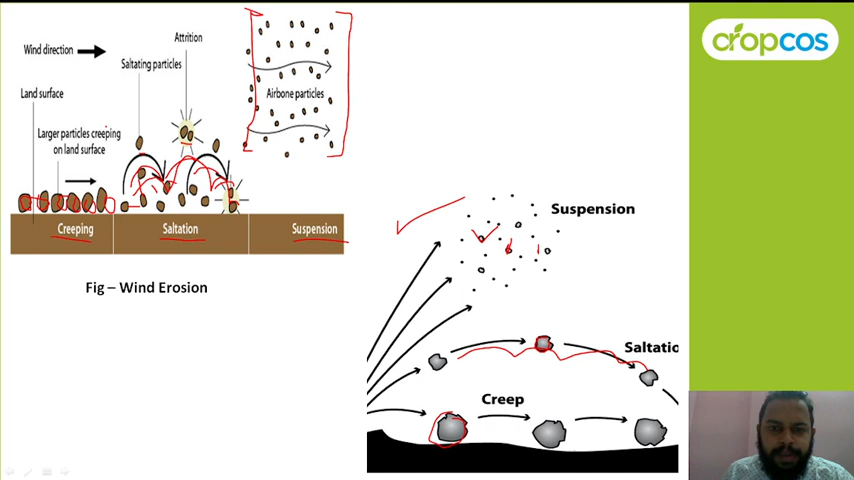 Attrition
Wind direction
Saltating particles
Land surface
Airbone particles
Larger particles creeping
on land surface
Creeping
Saltation
Suspension
Fig – Wind Erosion
Suspension
Saltatio
Creep
cropcos